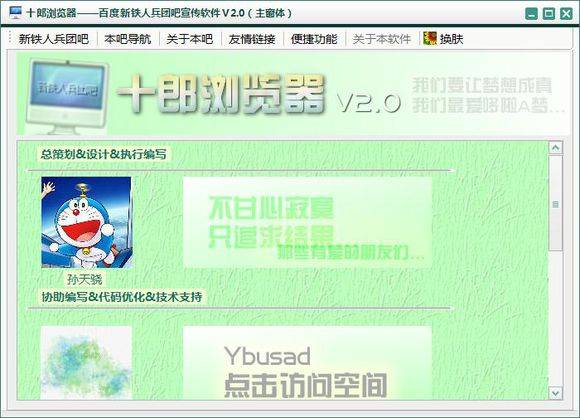 十郎浏览器——百度新铁人兵团吧宣传软件V2.0(主窗体)
新铁人兵团吧 本吧导航 关于本吧 友情链接 便捷功能 关于本软件 换肤
新铁人兵团吧
十郎浏览器 V2.0
我们要让梦想成真
我们最爱哆啦A梦...
总策划&设计&执行编写
不甘心寂寞
只道求结果
那些有爱的朋友们...
孙天骁
协助编写&代码优化&技术支持
Ybusad
点击访问空间